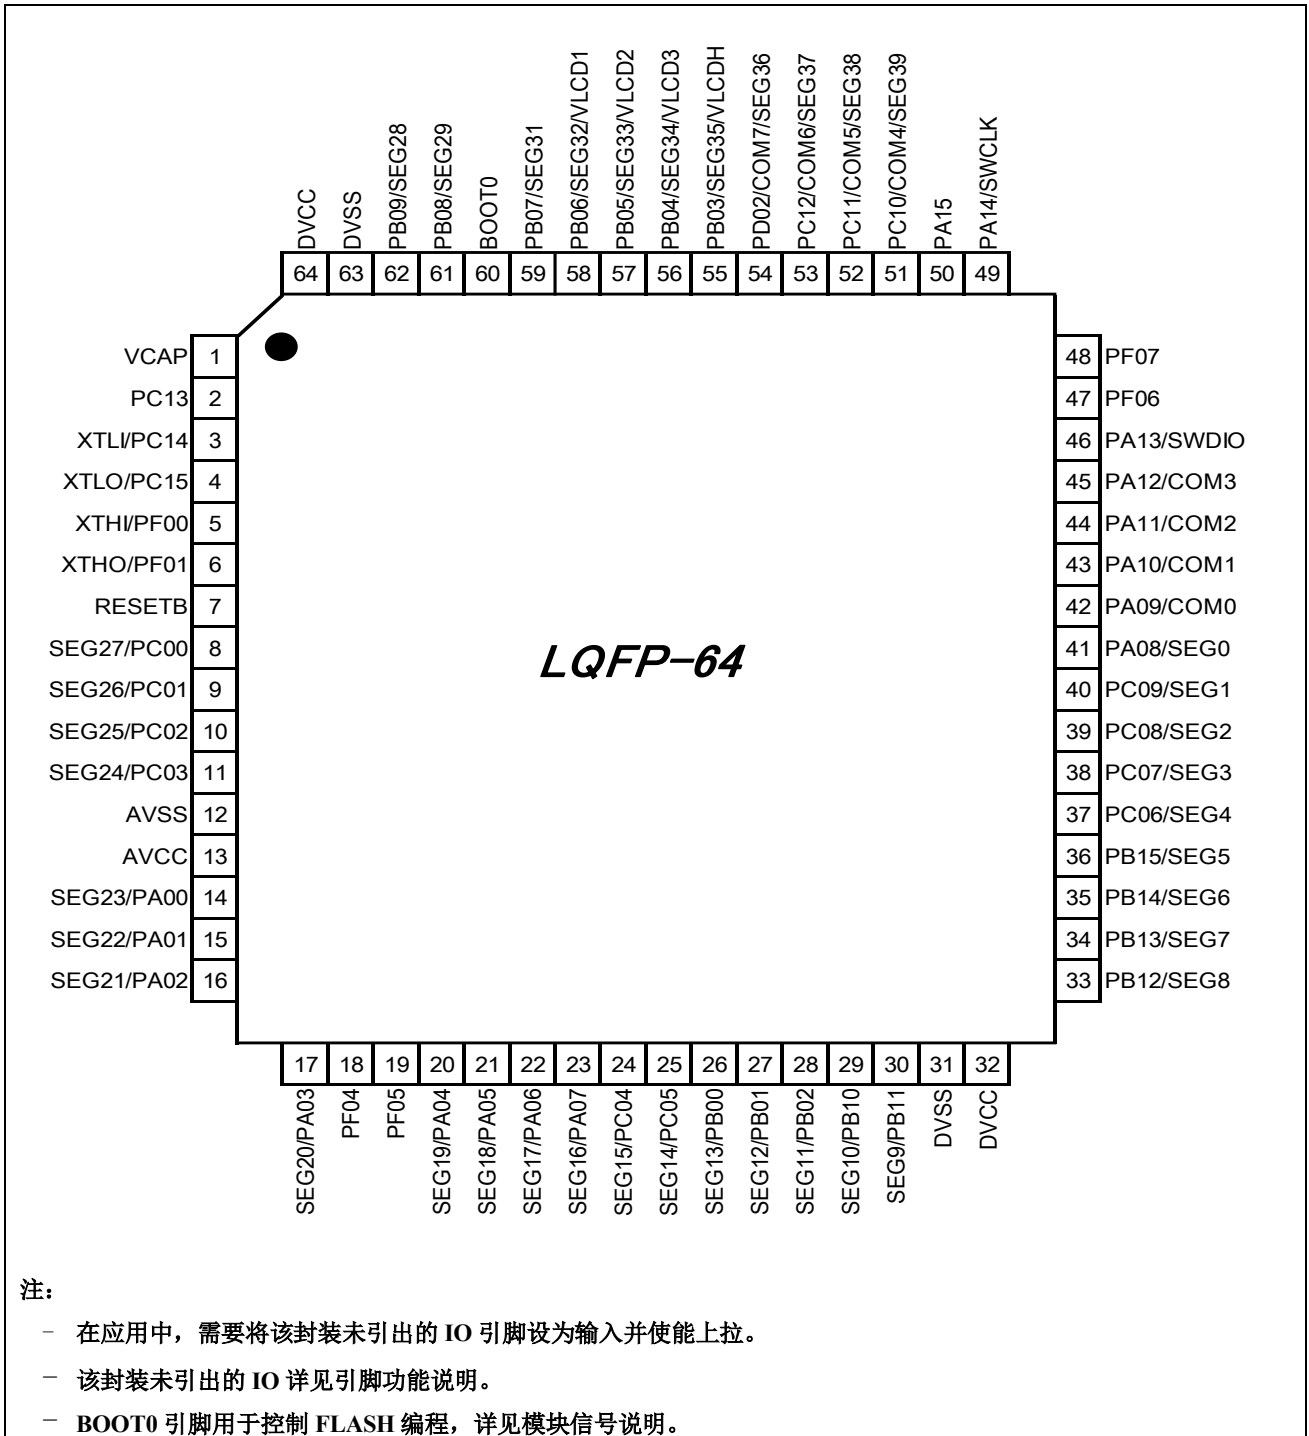 DVCC
DVSS
PB09/SEG28
PB08/SEG29
BOOT0
PB07/SEG31
PB06/SEG32/VLCD1
PB05/SEG33/VLCD2
PB04/SEG34/VLCD3
PB03/SEG35/VLCDH
PD02/COM7/SEG36
PC12/COM6/SEG37
PC11/COM5/SEG38
PC10/COM4/SEG39
PA15
PA14/SWCLK
64 63 62 61 60 59 58 57 56 55 54 53 52 51 50 49
VCAP 1
PC13 2
XTLI/PC14 3
XTLO/PC15 4
XTHI/PF00 5
XTHO/PF01 6
RESETB 7
SEG27/PC00 8
SEG26/PC01 9
SEG25/PC02 10
SEG24/PC03 11
AVSS 12
AVCC 13
SEG23/PA00 14
SEG22/PA01 15
SEG21/PA02 16
LQFP-64
48 PF07
47 PF06
46 PA13/SWDIO
45 PA12/COM3
44 PA11/COM2
43 PA10/COM1
42 PA09/COM0
41 PA08/SEG0
40 PC09/SEG1
39 PC08/SEG2
38 PC07/SEG3
37 PC06/SEG4
36 PB15/SEG5
35 PB14/SEG6
34 PB13/SEG7
33 PB12/SEG8
17 18 19 20 21 22 23 24 25 26 27 28 29 30 31 32
SEG20/PA03
PF04
PF05
SEG19/PA04
SEG18/PA05
SEG17/PA06
SEG16/PA07
SEG15/PC04
SEG14/PC05
SEG13/PB00
SEG12/PB01
SEG11/PB02
SEG10/PB10
SEG9/PB11
DVSS
DVCC
注：
– 在应用中，需要将该封装未引出的 IO 引脚设为输入并使能上拉。
– 该封装未引出的 IO 详见引脚功能说明。
– BOOT0 引脚用于控制 FLASH 编程，详见模块信号说明。